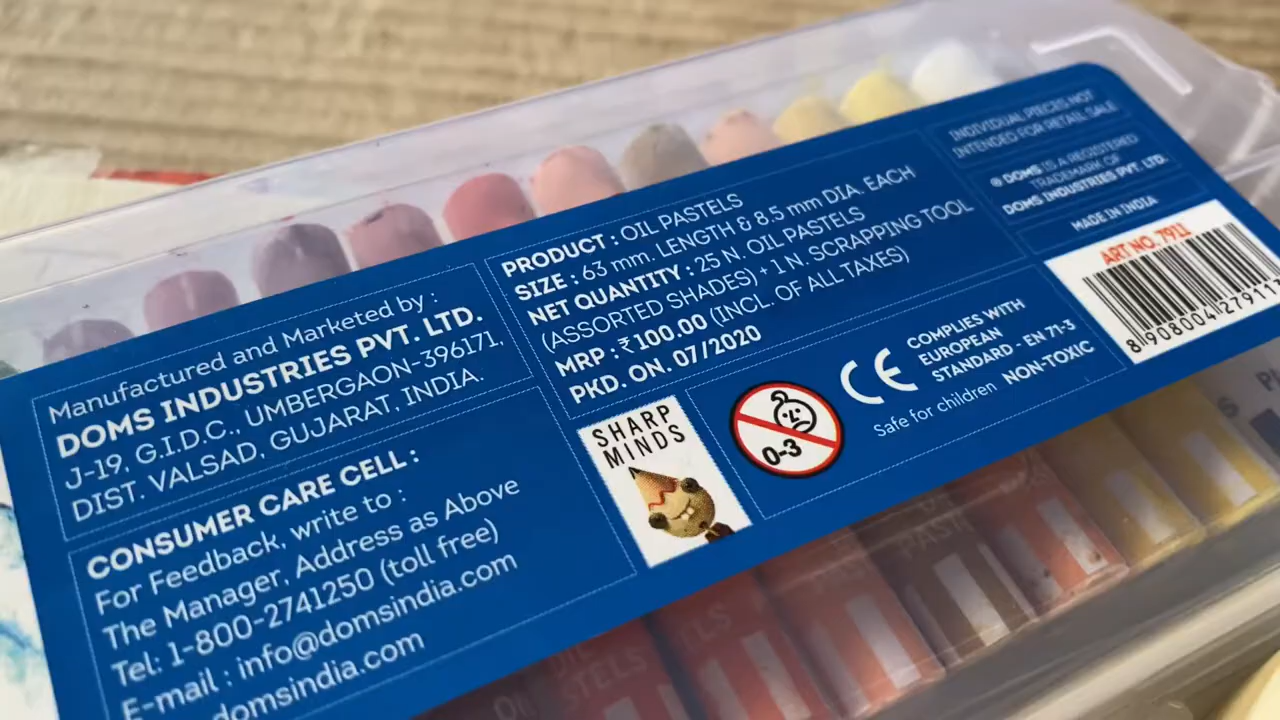 Manufactured and Marketed by :
DOMS INDUSTRIES PVT. LTD.
J-19, G.I.D.C., UMBERGAON-396171,
DIST. VALSAD, GUJARAT, INDIA.
CONSUMER CARE CELL :
For Feedback, write to :
The Manager, Address as Above
Tel: 1-800-2741250 (toll free)
E-mail : info@domsindia.com
domsindia.com
PRODUCT : OIL PASTELS
SIZE : 63 mm. LENGTH & 8.5 mm DIA. EACH
NET QUANTITY : 25 N. OIL PASTELS
(ASSORTED SHADES) + 1 N. SCRAPPING TOOL
MRP : ₹100.00 (INCL. OF ALL TAXES)
PKD. ON. 07/2020
SHARP
MINDS
0-3
CE
COMPLIES WITH
EUROPEAN
STANDARD - EN 71-3
Safe for children NON-TOXIC
INDIVIDUAL PIECES NOT
INTENDED FOR RETAIL SALE
® DOMS IS A REGISTERED
TRADEMARK OF
DOMS INDUSTRIES PVT. LTD.
MADE IN INDIA
ART NO. 7911
8 908004 279113